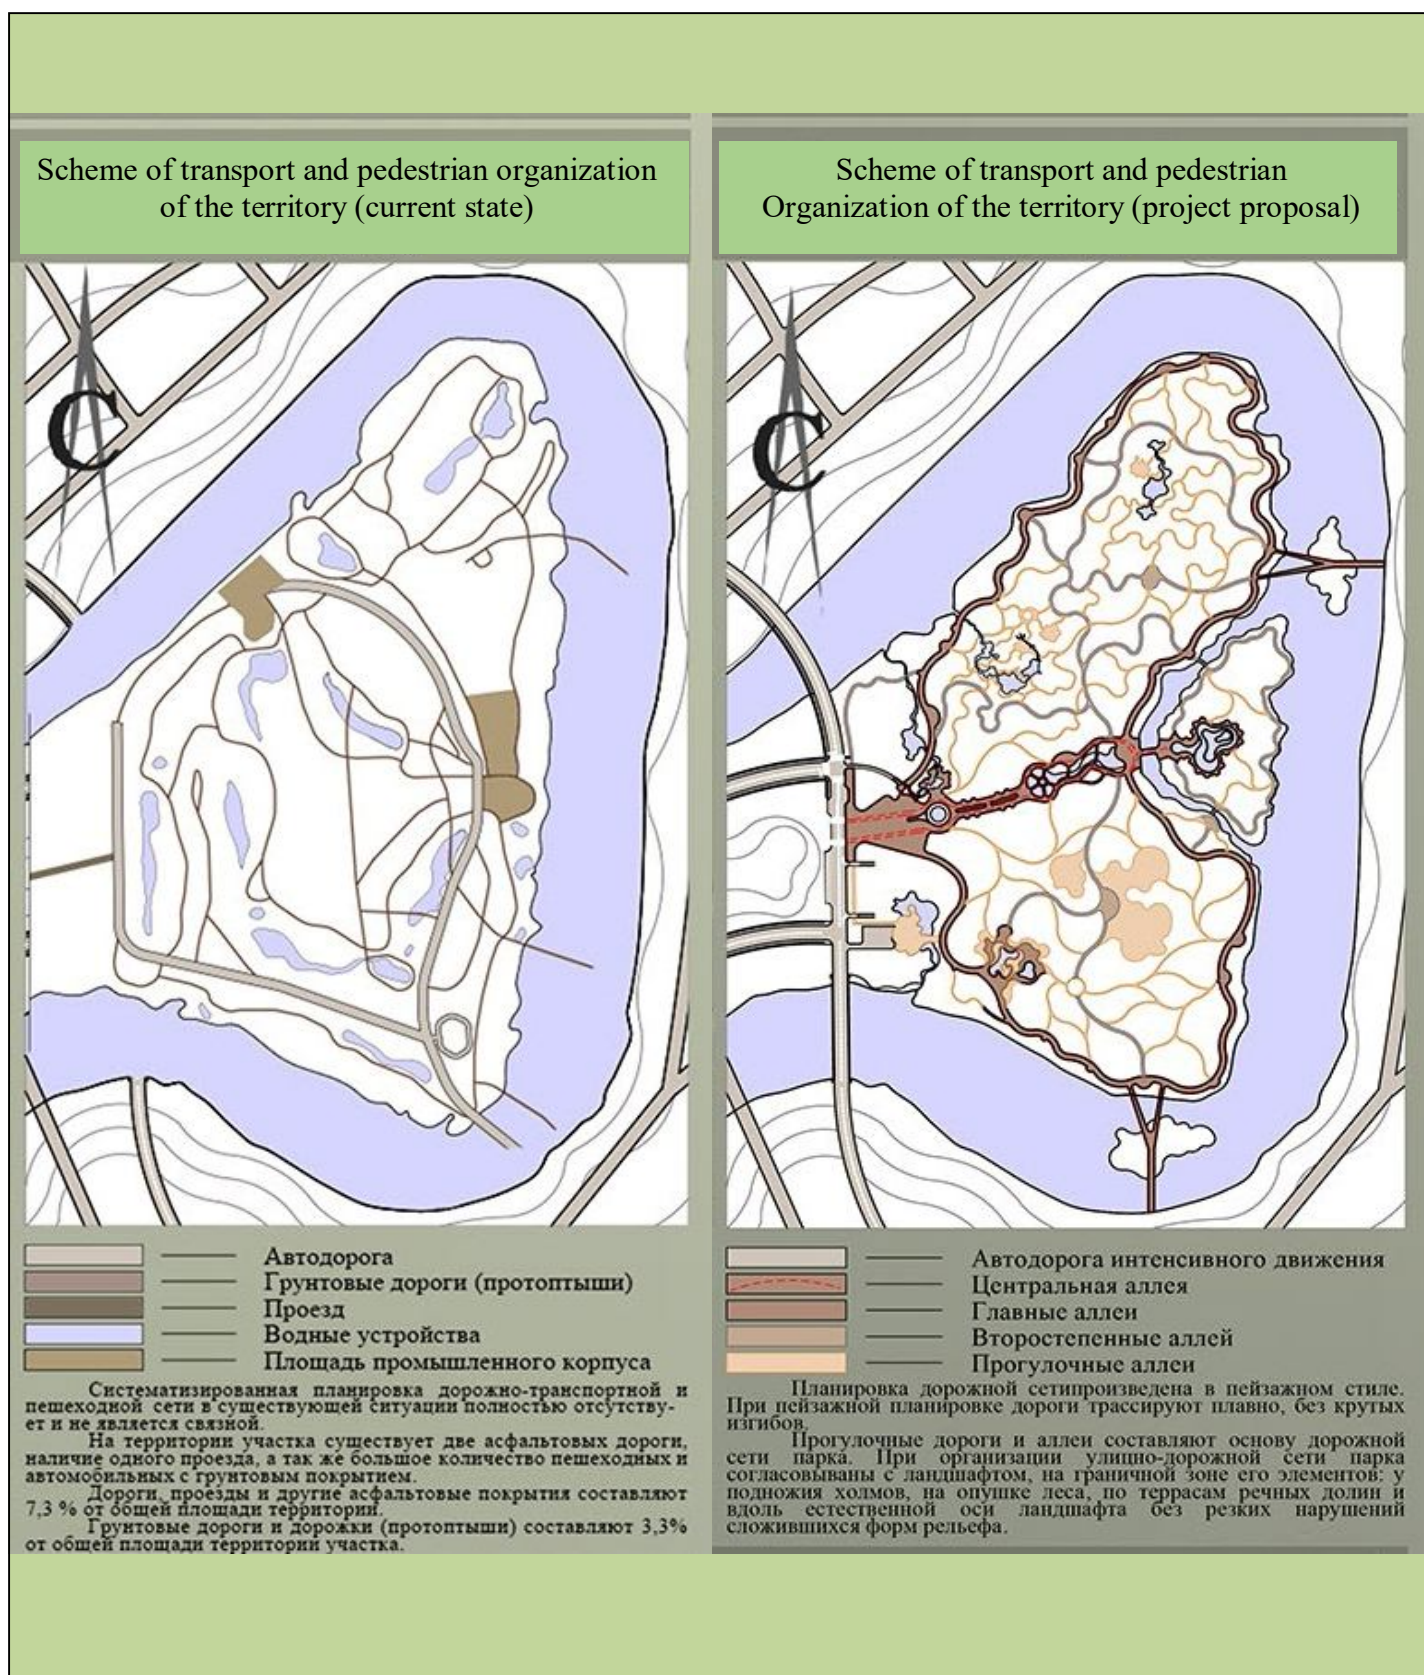 Scheme of transport and pedestrian organization
of the territory (current state)
С
Автодорога
Грунтовые дороги (протоптыши)
Проезд
Водные устройства
Площадь промышленного корпуса
Систематизированная планировка дорожно-транспортной и
пешеходной сети в существующей ситуации полностью отсутству-
ет и не является связной.
На территории участка существует две асфальтовых дороги,
наличие одного проезда, а так же большое количество пешеходных и
автомобильных с грунтовым покрытием.
Дороги, проезды и другие асфальтовые покрытия составляют
7,3 % от общей площади территории.
Грунтовые дороги и дорожки (протоптыши) составляют 3,3%
от общей площади территории участка.
Scheme of transport and pedestrian
Organization of the territory (project proposal)
С
Автодорога интенсивного движения
Центральная аллея
Главные аллеи
Второстепенные аллей
Прогулочные аллеи
Планировка дорожной сетипроизведена в пейзажном стиле.
При пейзажной планировке дороги трассируют плавно, без крутых
изгибов.
Прогулочные дороги и аллеи составляют основу дорожной
сети парка. При организации улично-дорожной сети парка
согласовываны с ландшафтом, на граничной зоне его элементов: у
подножия холмов, на опушке леса, по террасам речных долин и
вдоль естественной оси ландшафта без резких нарушений
сложившихся форм рельефа.